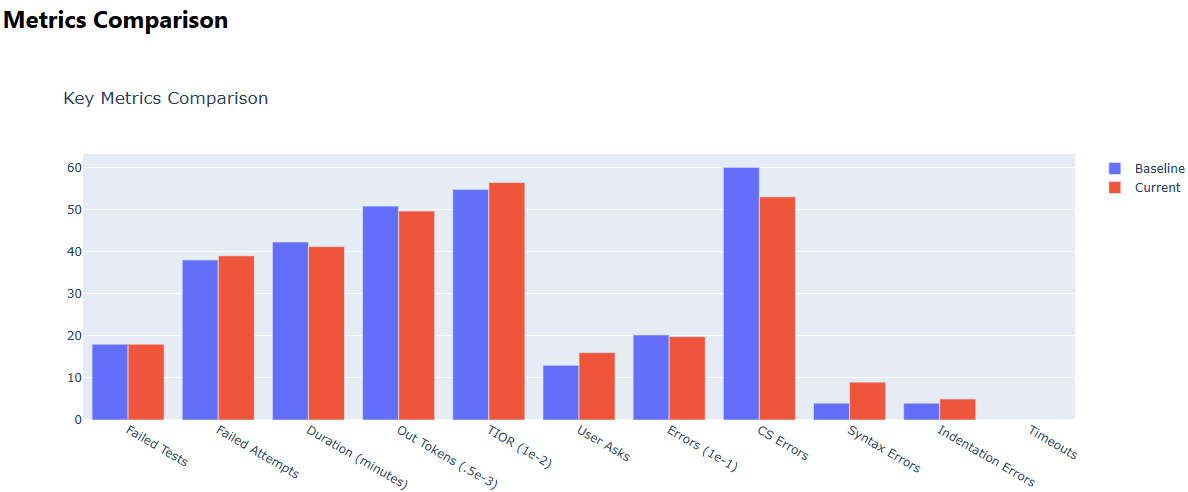 Metrics Comparison
Key Metrics Comparison
60
50
40
30
20
10
0
Baseline
Current
Failed Tests
Failed Attempts
Duration (minutes)
Out Tokens (.5e-3)
TIOR (1e-2)
User Asks
Errors (1e-1)
CS Errors
Syntax Errors
Indentation Errors
Timeouts